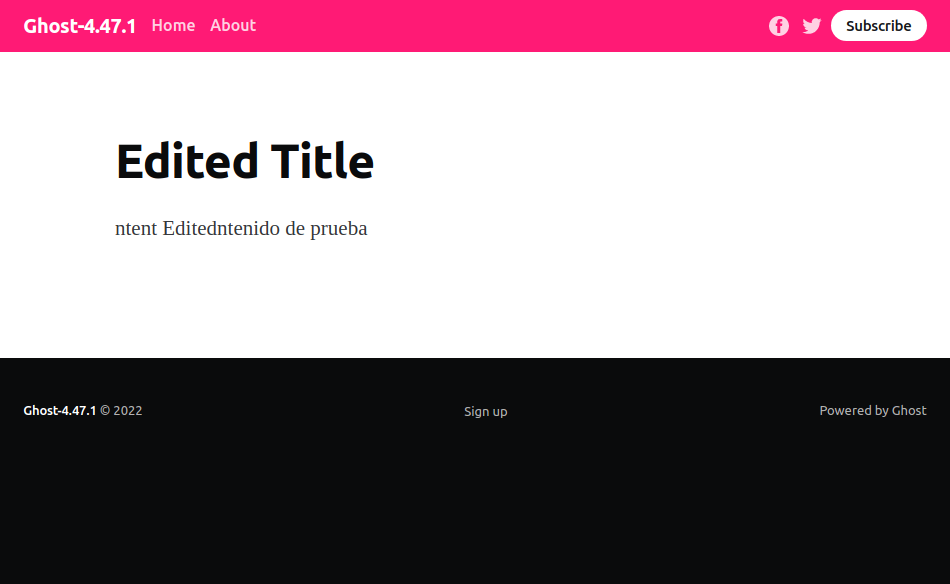 Ghost-4.47.1 Home About Subscribe
Edited Title
ntent Editedntenido de prueba
Ghost-4.47.1 © 2022 Sign up Powered by Ghost